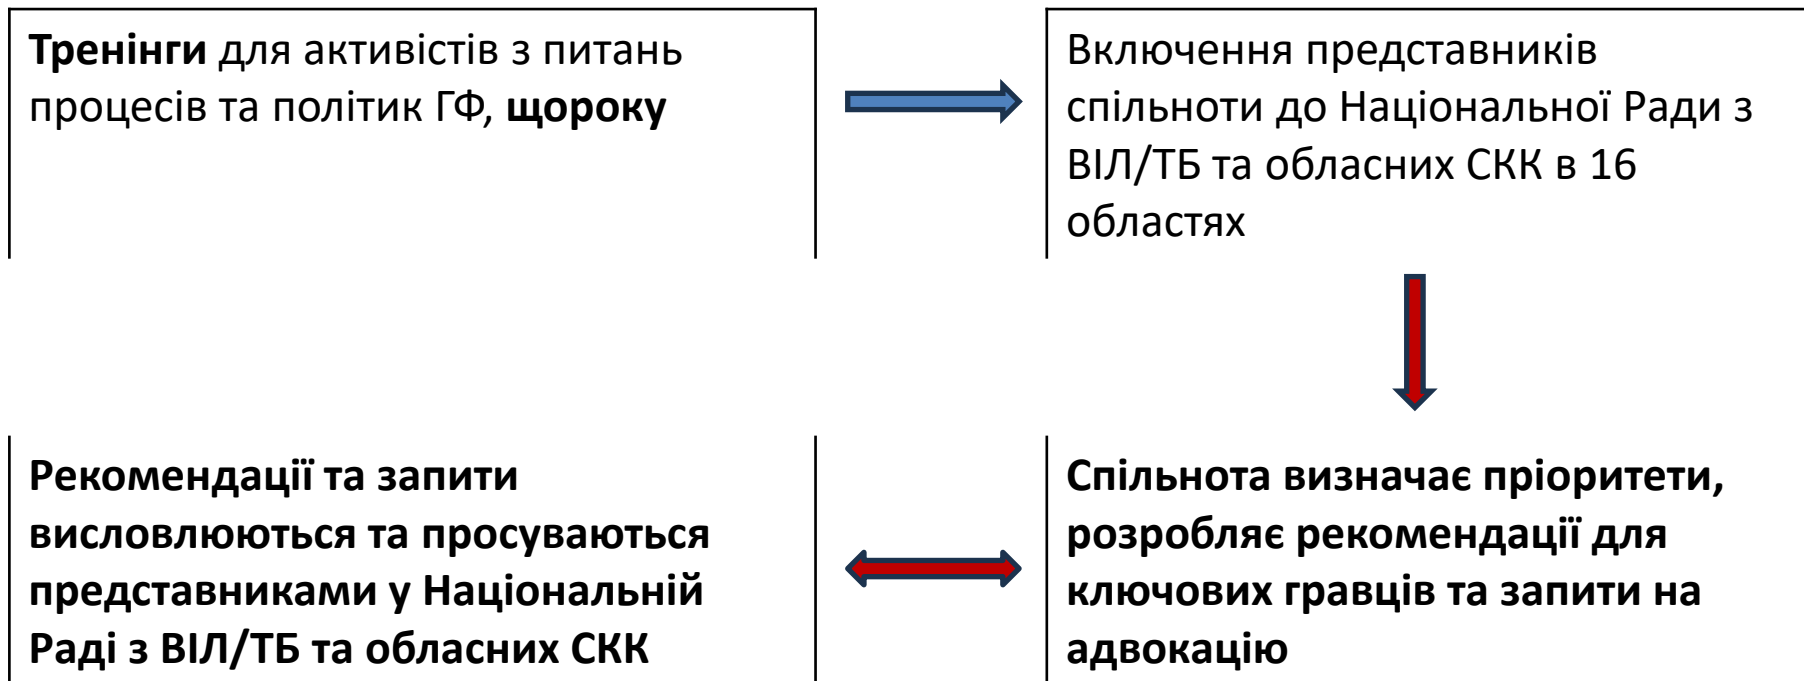 Тренінги для активістів з питань
процесів та політик ГФ, щороку
Включення представників
спільноти до Національної Ради з
ВІЛ/ТБ та обласних СКК в 16
областях
Рекомендації та запити
висловлюються та просуваються
представниками у Національній
Раді з ВІЛ/ТБ та обласних СКК
Спільнота визначає пріоритети,
розробляє рекомендації для
ключових гравців та запити на
адвокацію